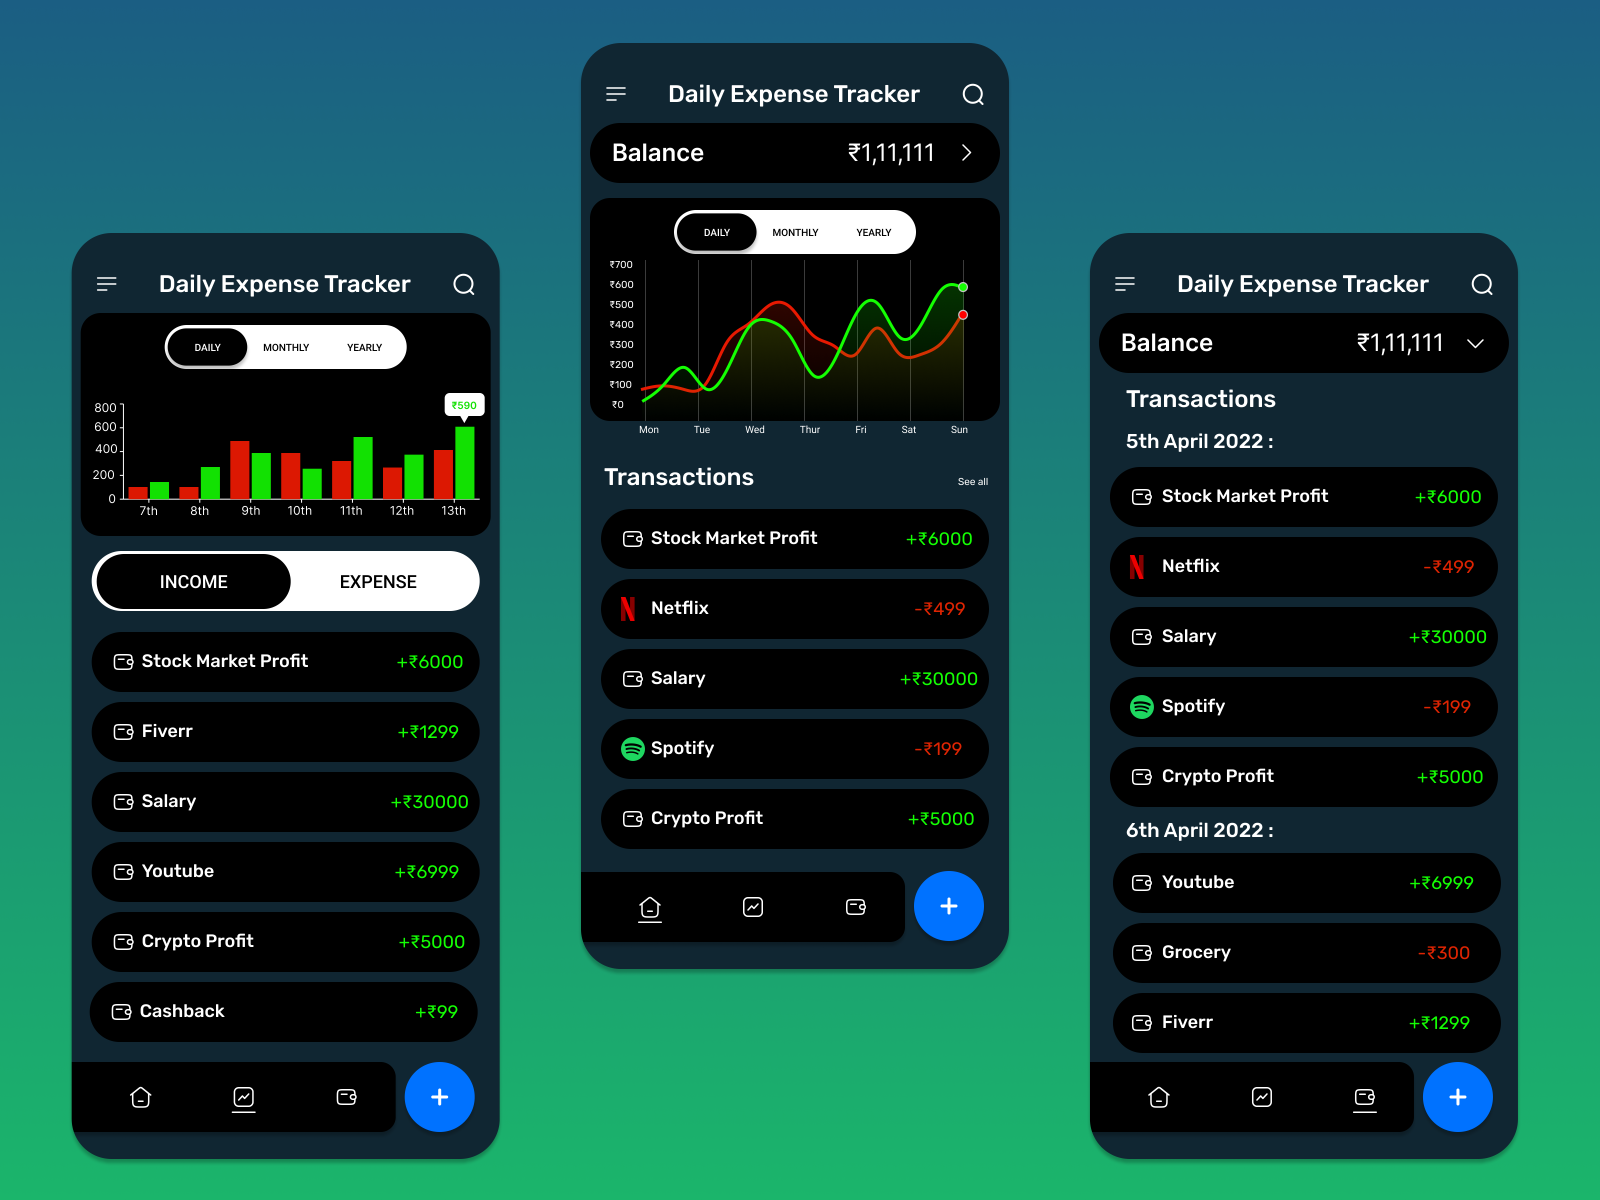 Daily Expense Tracker
DAILY MONTHLY YEARLY
₹590
800
600
400
200
0
7th 8th 9th 10th 11th 12th 13th
INCOME EXPENSE
Stock Market Profit +₹6000
Fiverr +₹1299
Salary +₹30000
Youtube +₹6999
Crypto Profit +₹5000
Cashback +₹99
Daily Expense Tracker
Balance ₹1,11,111
DAILY MONTHLY YEARLY
₹700
₹600
₹500
₹400
₹300
₹200
₹100
₹0
Mon Tue Wed Thur Fri Sat Sun
Transactions See all
Stock Market Profit +₹6000
Netflix -₹499
Salary +₹30000
Spotify -₹199
Crypto Profit +₹5000
Daily Expense Tracker
Balance ₹1,11,111
Transactions
5th April 2022 :
Stock Market Profit +₹6000
Netflix -₹499
Salary +₹30000
Spotify -₹199
Crypto Profit +₹5000
6th April 2022 :
Youtube +₹6999
Grocery -₹300
Fiverr +₹1299